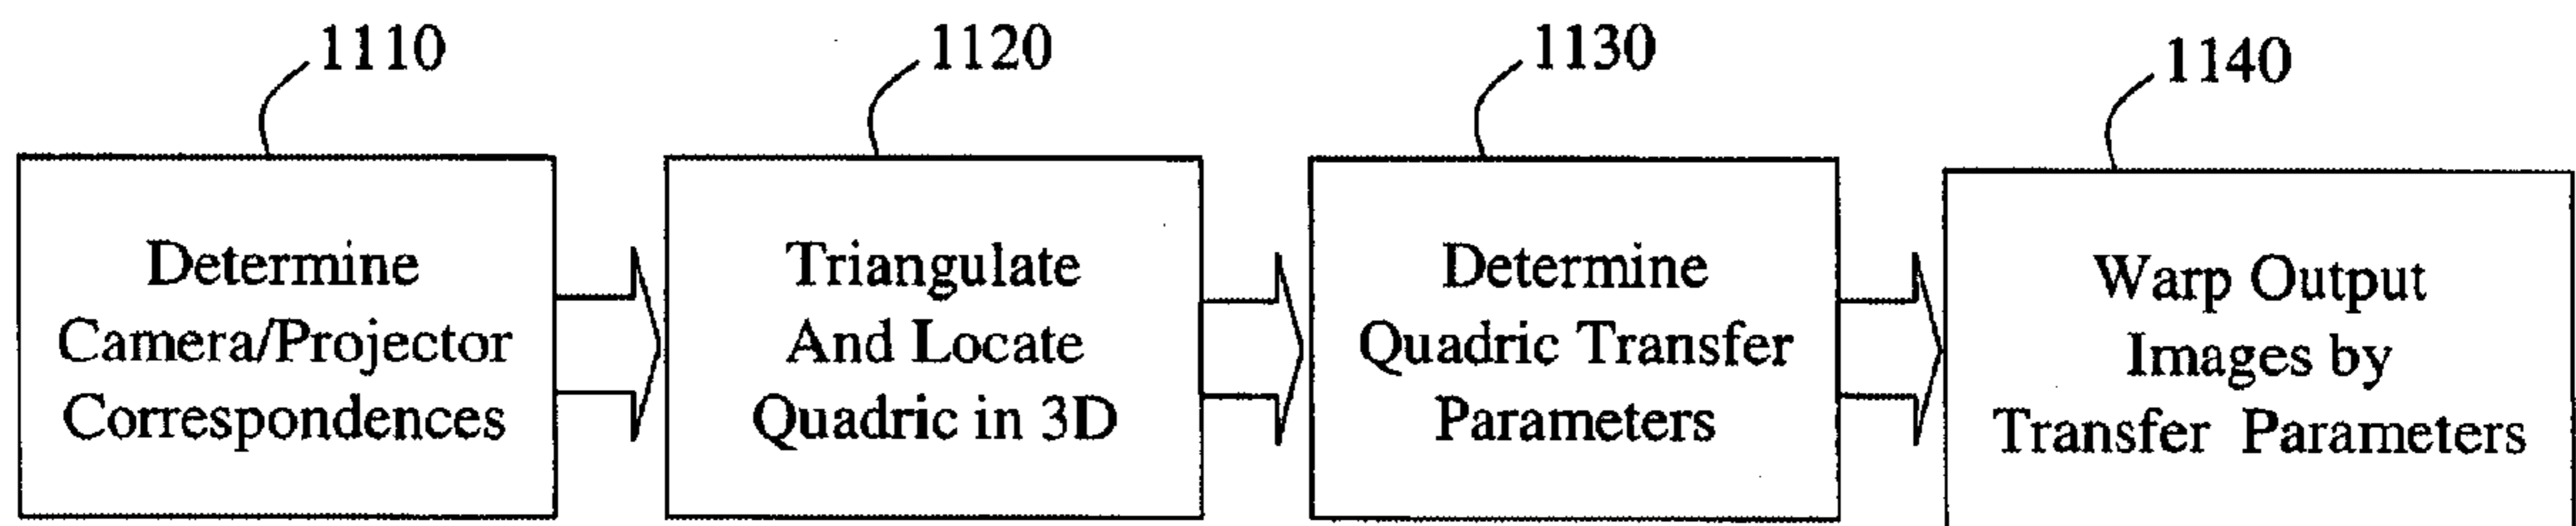 1110
1120
1130
1140
Determine
Camera/Projector
Correspondences
Triangulate
And Locate
Quadric in 3D
Determine
Quadric Transfer
Parameters
Warp Output
Images by
Transfer Parameters